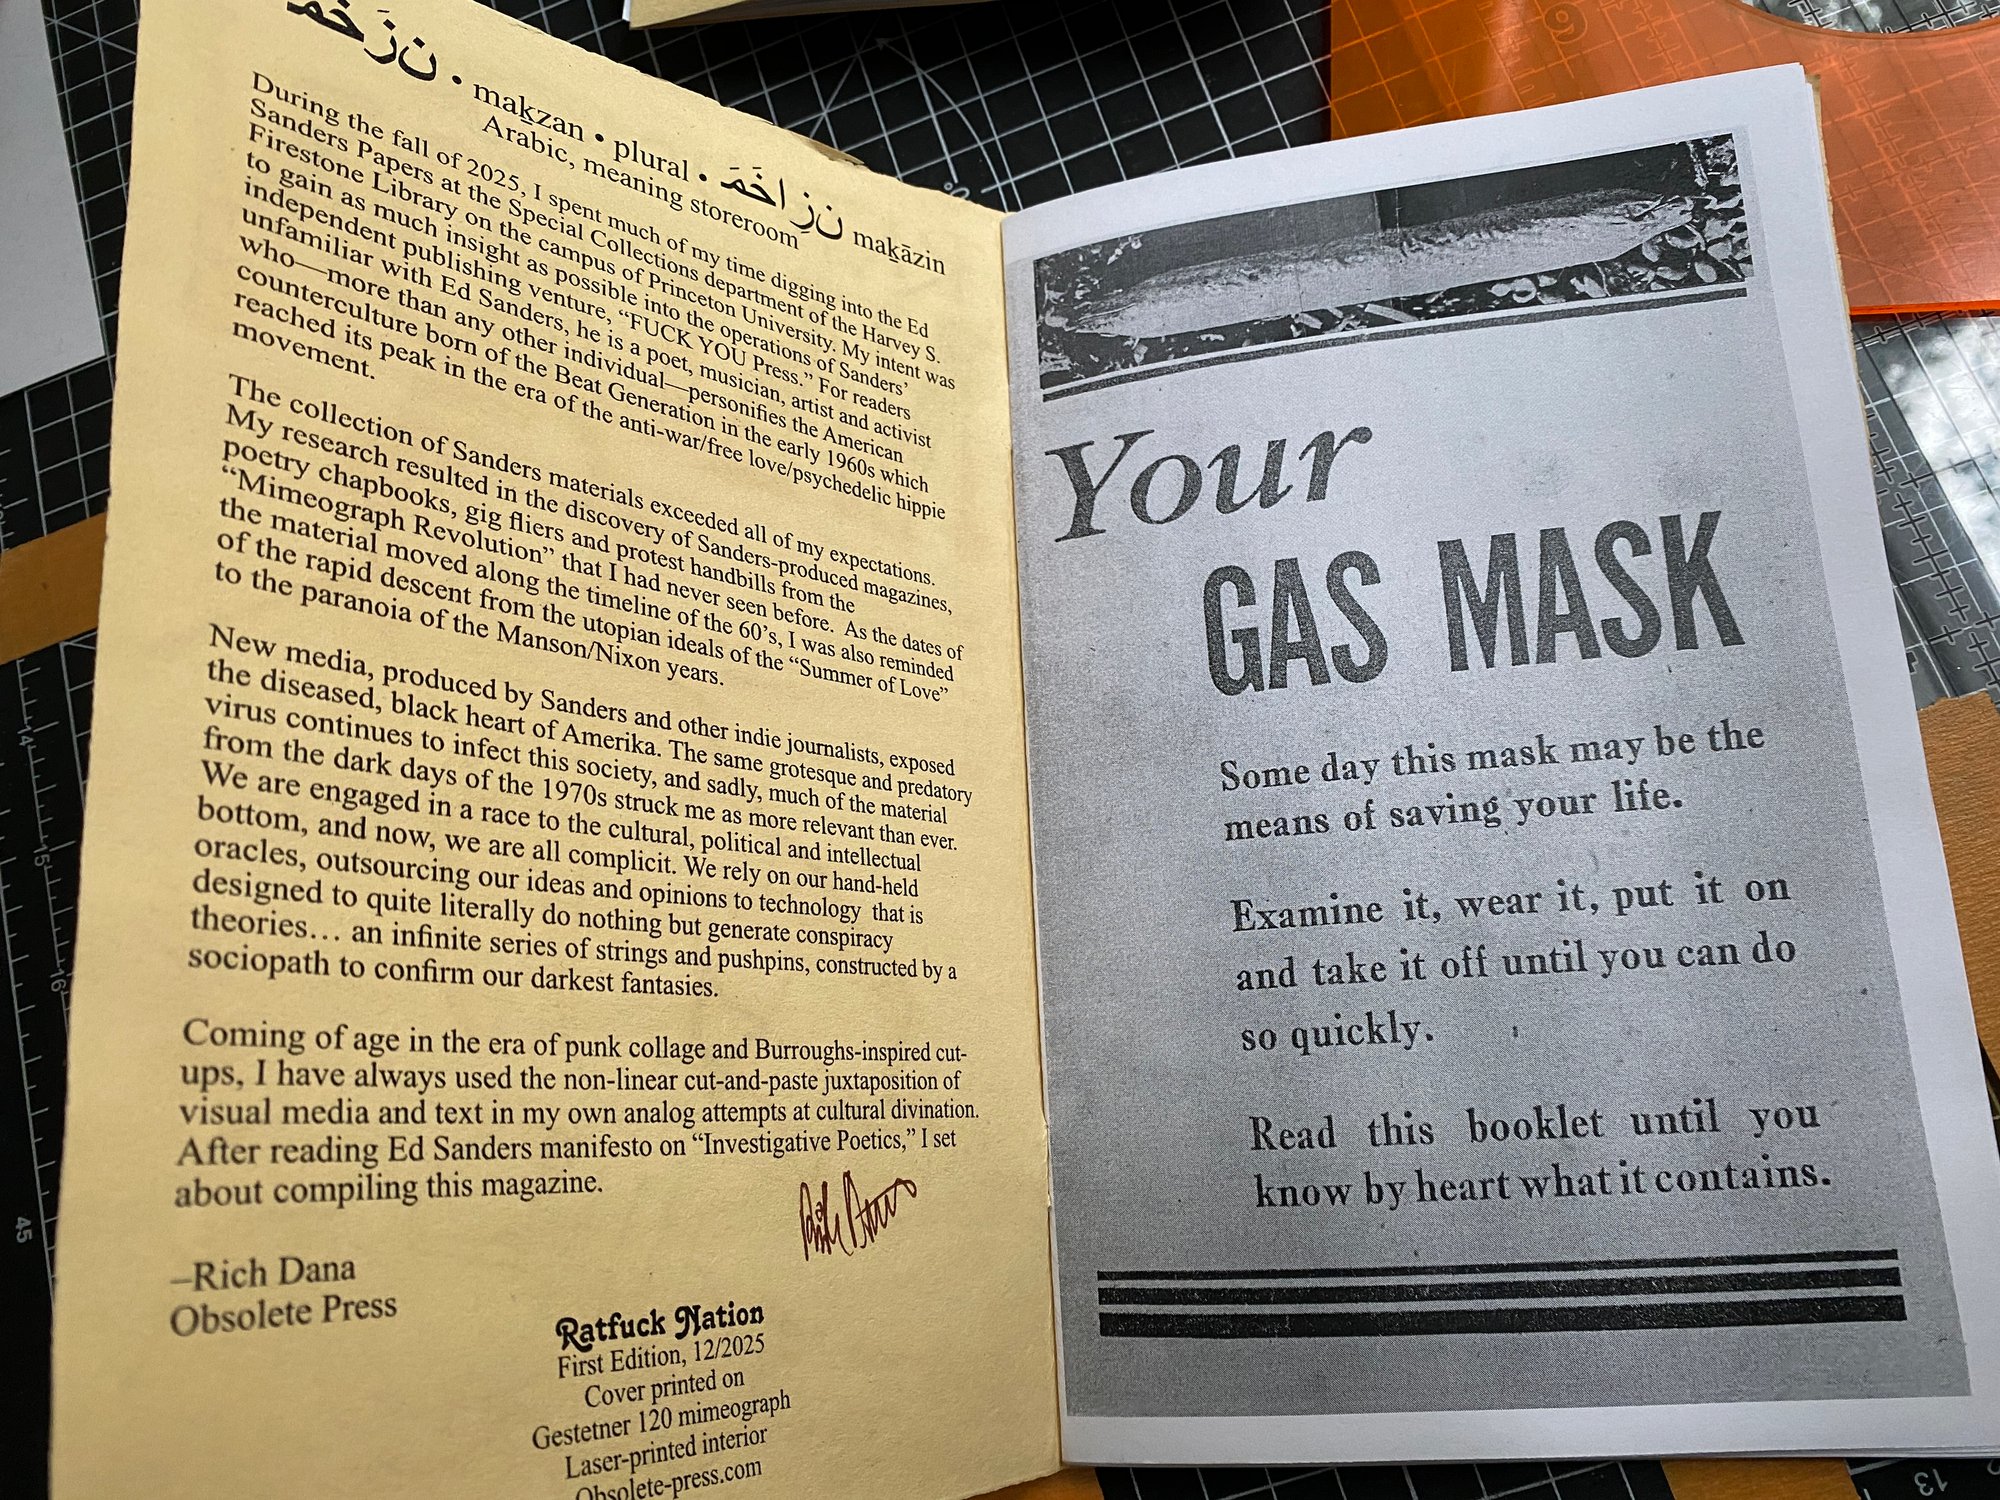 مَخزَن • maḵzan • plural • مَخَازِن maḵāzin
Arabic, meaning storeroom
During the fall of 2025, I spent much of my time digging into the Ed
Sanders Papers at the Special Collections department of the Harvey S.
Firestone Library on the campus of Princeton University. My intent was
to gain as much insight as possible into the operations of Sanders’
independent publishing venture, “FUCK YOU Press.” For readers
unfamiliar with Ed Sanders, he is a poet, musician, artist and activist
who—more than any other individual—personifies the American
counterculture born of the Beat Generation in the early 1960s which
reached its peak in the era of the anti-war/free love/psychedelic hippie
movement.
The collection of Sanders materials exceeded all of my expectations.
My research resulted in the discovery of Sanders-produced magazines,
poetry chapbooks, gig fliers and protest handbills from the
“Mimeograph Revolution” that I had never seen before. As the dates of
the material moved along the timeline of the 60’s, I was also reminded
of the rapid descent from the utopian ideals of the “Summer of Love”
to the paranoia of the Manson/Nixon years.
New media, produced by Sanders and other indie journalists, exposed
the diseased, black heart of Amerika. The same grotesque and predatory
virus continues to infect this society, and sadly, much of the material
from the dark days of the 1970s struck me as more relevant than ever.
We are engaged in a race to the cultural, political and intellectual
bottom, and now, we are all complicit. We rely on our hand-held
oracles, outsourcing our ideas and opinions to technology that is
designed to quite literally do nothing but generate conspiracy
theories… an infinite series of strings and pushpins, constructed by a
sociopath to confirm our darkest fantasies.
Coming of age in the era of punk collage and Burroughs-inspired cut-
ups, I have always used the non-linear cut-and-paste juxtaposition of
visual media and text in my own analog attempts at cultural divination.
After reading Ed Sanders manifesto on “Investigative Poetics,” I set
about compiling this magazine.
–Rich Dana
Obsolete Press
Ratfuck Nation
First Edition, 12/2025
Cover printed on
Gestetner 120 mimeograph
Laser-printed interior
Obsolete-press.com
Your
GAS MASK
Some day this mask may be the
means of saving your life.
Examine it, wear it, put it on
and take it off until you can do
so quickly.
Read this booklet until you
know by heart what it contains.
14
15
16
45
13